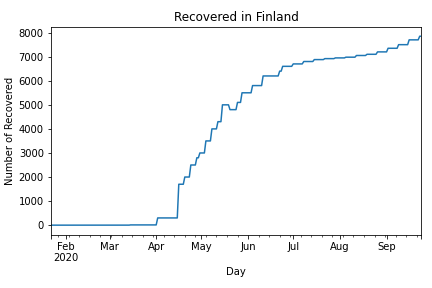 Recovered in Finland
Number of Recovered
8000
7000
6000
5000
4000
3000
2000
1000
0
Feb Mar Apr May Jun Jul Aug Sep
2020
Day